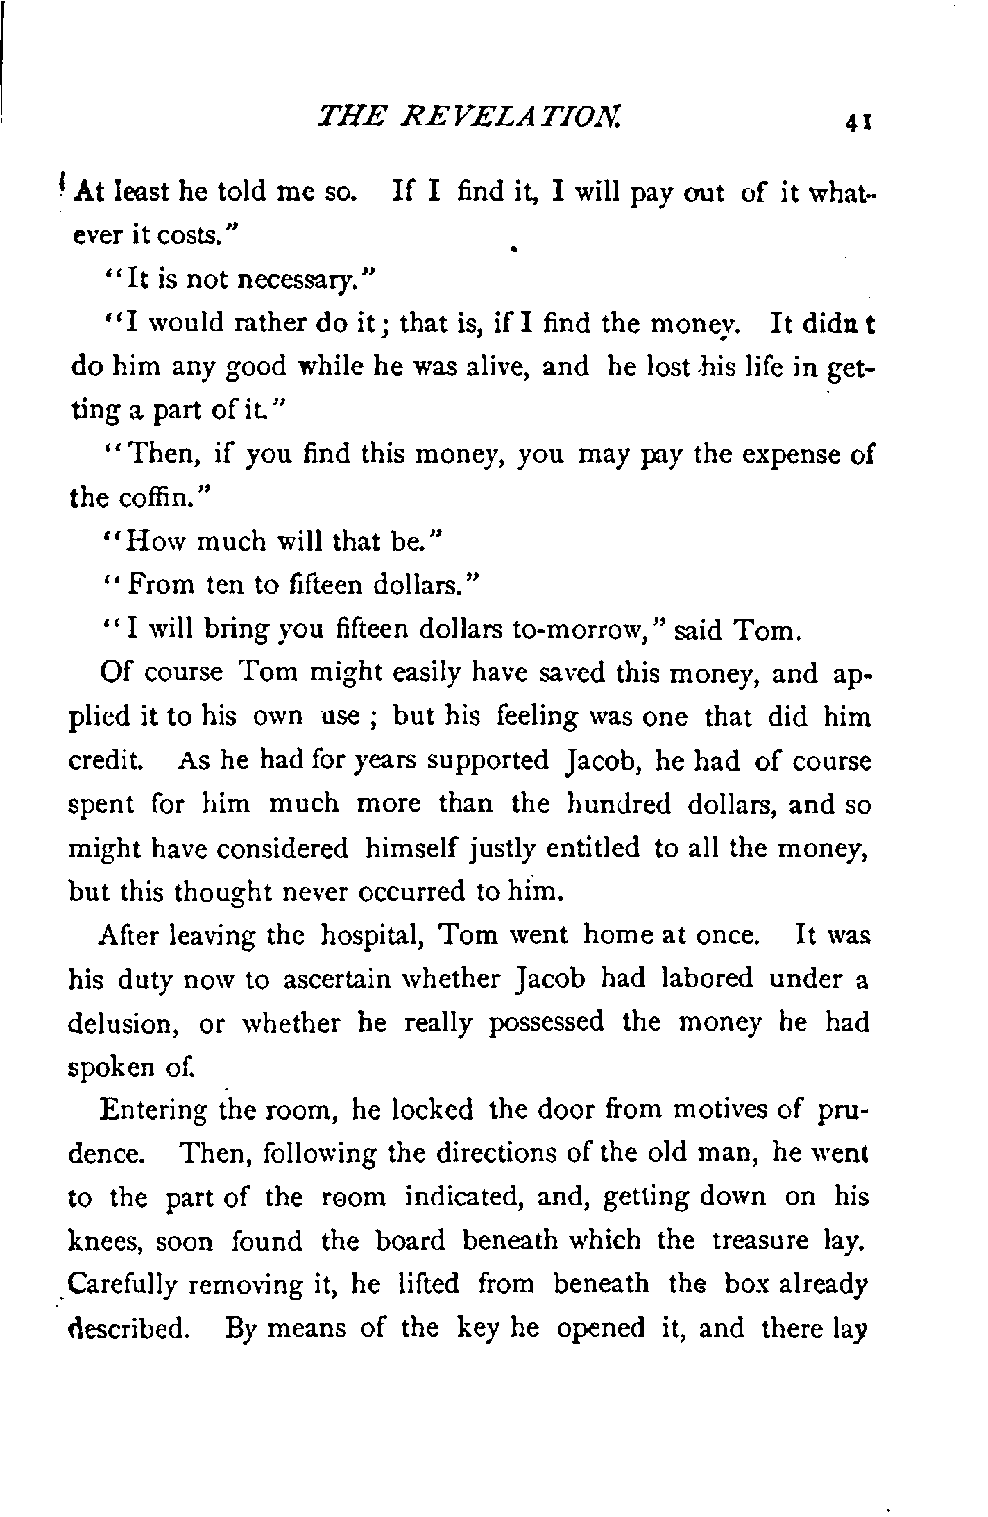 THE REVELATION. 41
At least he told me so. If I find it, I will pay out of it what-
ever it costs."
"It is not necessary."
"I would rather do it; that is, if I find the money. It didn t
do him any good while he was alive, and he lost his life in get-
ting a part of it."
"Then, if you find this money, you may pay the expense of
the coffin."
"How much will that be."
"From ten to fifteen dollars."
"I will bring you fifteen dollars to-morrow," said Tom.
Of course Tom might easily have saved this money, and ap-
plied it to his own use; but his feeling was one that did him
credit. As he had for years supported Jacob, he had of course
spent for him much more than the hundred dollars, and so
might have considered himself justly entitled to all the money,
but this thought never occurred to him.
After leaving the hospital, Tom went home at once. It was
his duty now to ascertain whether Jacob had labored under a
delusion, or whether he really possessed the money he had
spoken of.
Entering the room, he locked the door from motives of pru-
dence. Then, following the directions of the old man, he went
to the part of the room indicated, and, getting down on his
knees, soon found the board beneath which the treasure lay.
Carefully removing it, he lifted from beneath the box already
described. By means of the key he opened it, and there lay